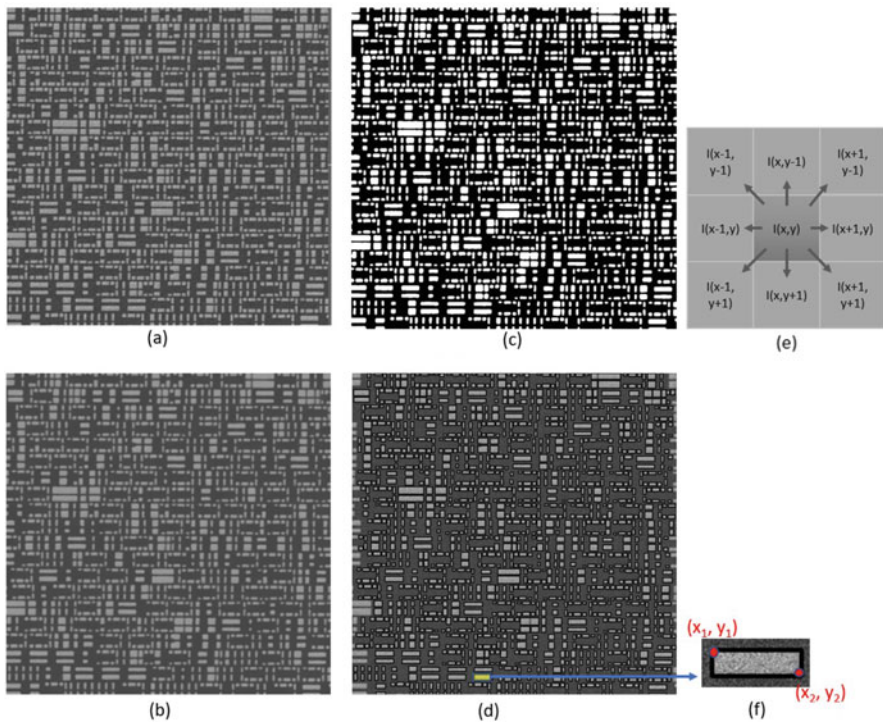 I(x-1,
y-1)
I(x,y-1)
I(x+1,
y-1)
I(x-1,y)
I(x,y)
I(x+1,y)
I(x-1,
y+1)
I(x,y+1)
I(x+1,
y+1)
(a)
(c)
(e)
(x₁, y₁)
(x₂, y₂)
(b)
(d)
(f)